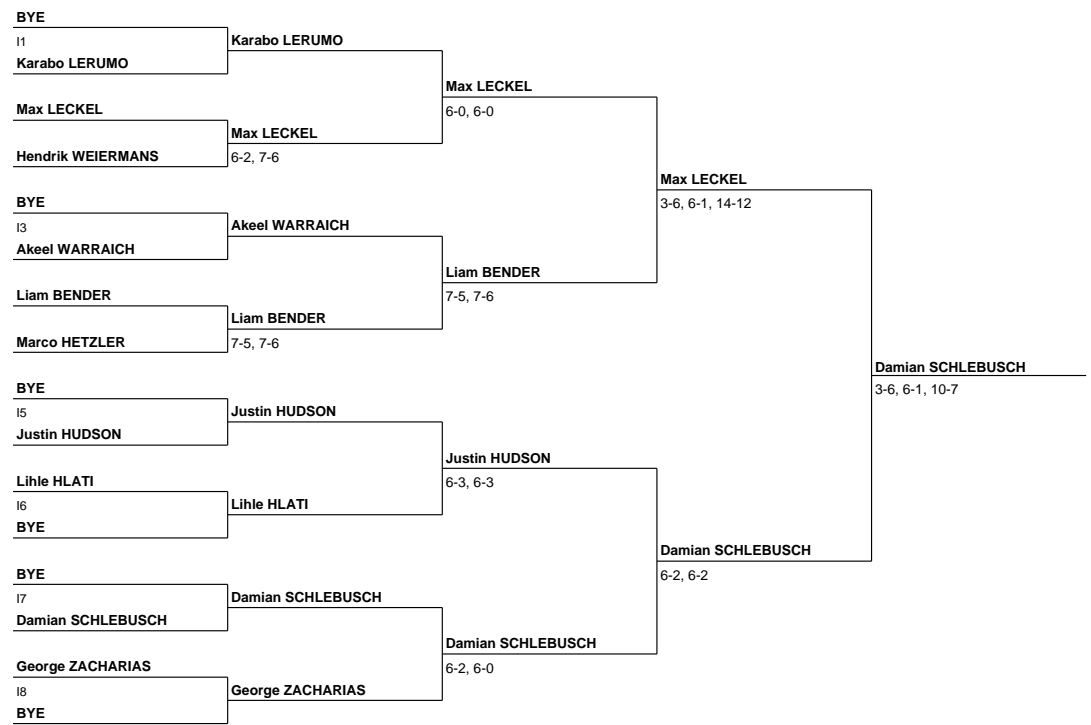 BYE
I1
Karabo LERUMO
Max LECKEL
Hendrik WEIERMANS
BYE
I3
Akeel WARRAICH
Liam BENDER
Marco HETZLER
BYE
I5
Justin HUDSON
Lihle HLATI
I6
BYE
BYE
I7
Damian SCHLEBUSCH
George ZACHARIAS
I8
BYE
Karabo LERUMO
Max LECKEL
6-2, 7-6
Akeel WARRAICH
Liam BENDER
7-5, 7-6
Justin HUDSON
Lihle HLATI
Damian SCHLEBUSCH
George ZACHARIAS
Max LECKEL
6-0, 6-0
Liam BENDER
7-5, 7-6
Justin HUDSON
6-3, 6-3
Damian SCHLEBUSCH
6-2, 6-0
Max LECKEL
3-6, 6-1, 14-12
Damian SCHLEBUSCH
6-2, 6-2
Damian SCHLEBUSCH
3-6, 6-1, 10-7